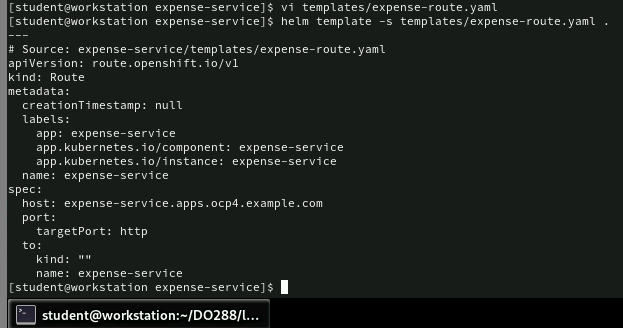 [student@workstation expense-service]$ vi templates/expense-route.yaml
[student@workstation expense-service]$ helm template -s templates/expense-route.yaml .
---
# Source: expense-service/templates/expense-route.yaml
apiVersion: route.openshift.io/v1
kind: Route
metadata:
  creationTimestamp: null
  labels:
    app: expense-service
    app.kubernetes.io/component: expense-service
    app.kubernetes.io/instance: expense-service
  name: expense-service
spec:
  host: expense-service.apps.ocp4.example.com
  port:
    targetPort: http
  to:
    kind: ""
    name: expense-service
[student@workstation expense-service]$
student@workstation:~/DO288/l...